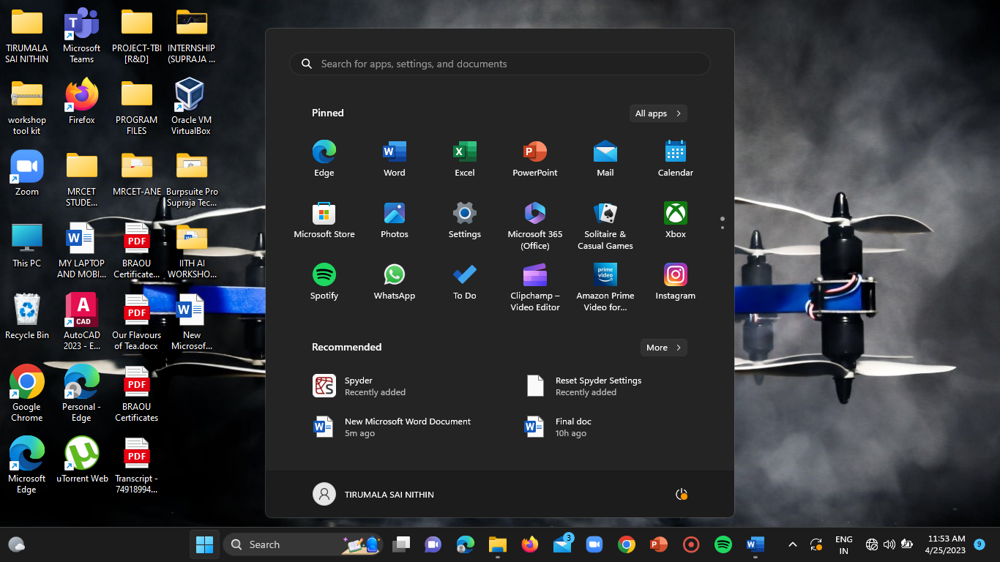 TIRUMALA
SAI NITHIN
Microsoft
Teams
PROJECT-TBI
[R&D]
INTERNSHIP
(SUPRAJA ...
workshop
tool kit
Firefox
PROGRAM
FILES
Oracle VM
VirtualBox
Zoom
MRCET
STUDE...
MRCET-ANE
Burpsuite Pro
Supraja Tec...
This PC
MY LAPTOP
AND MOBI...
PDF
BRAOU
Certificate...
IITH AI
WORKSHO...
Recycle Bin
A
CAD
AutoCAD
2023 - E...
PDF
Our Flavours
of Tea.docx
New
Microsof...
Google
Chrome
Personal -
Edge
PDF
BRAOU
Certificates
Microsoft
Edge
uTorrent Web
PDF
Transcript -
74918994...
Search for apps, settings, and documents
Pinned
All apps
Edge
Word
Excel
PowerPoint
Mail
Calendar
Microsoft Store
Photos
Settings
Microsoft 365
(Office)
Solitaire &
Casual Games
Xbox
Spotify
WhatsApp
To Do
Clipchamp –
Video Editor
prime
video
Amazon Prime
Video for...
Instagram
Recommended
More
Spyder
Recently added
Reset Spyder Settings
Recently added
New Microsoft Word Document
5m ago
Final doc
10h ago
TIRUMALA SAI NITHIN
Search
3
ENG
IN
11:53 AM
4/25/2023
9